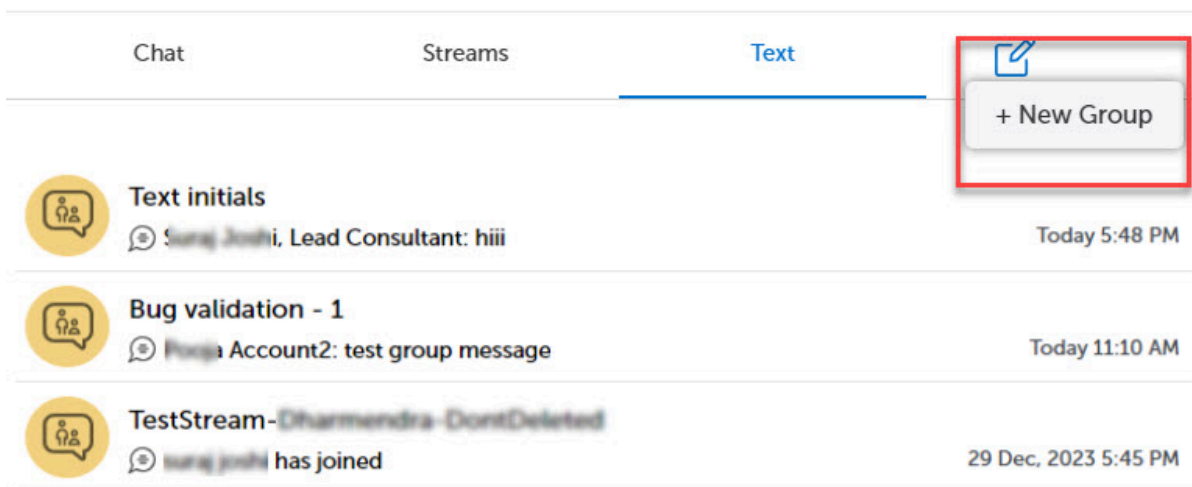 Chat Streams Text
+ New Group
Text initials
i, Lead Consultant: hiii
Today 5:48 PM
Bug validation - 1
Account2: test group message
Today 11:10 AM
TestStream-
has joined
29 Dec, 2023 5:45 PM